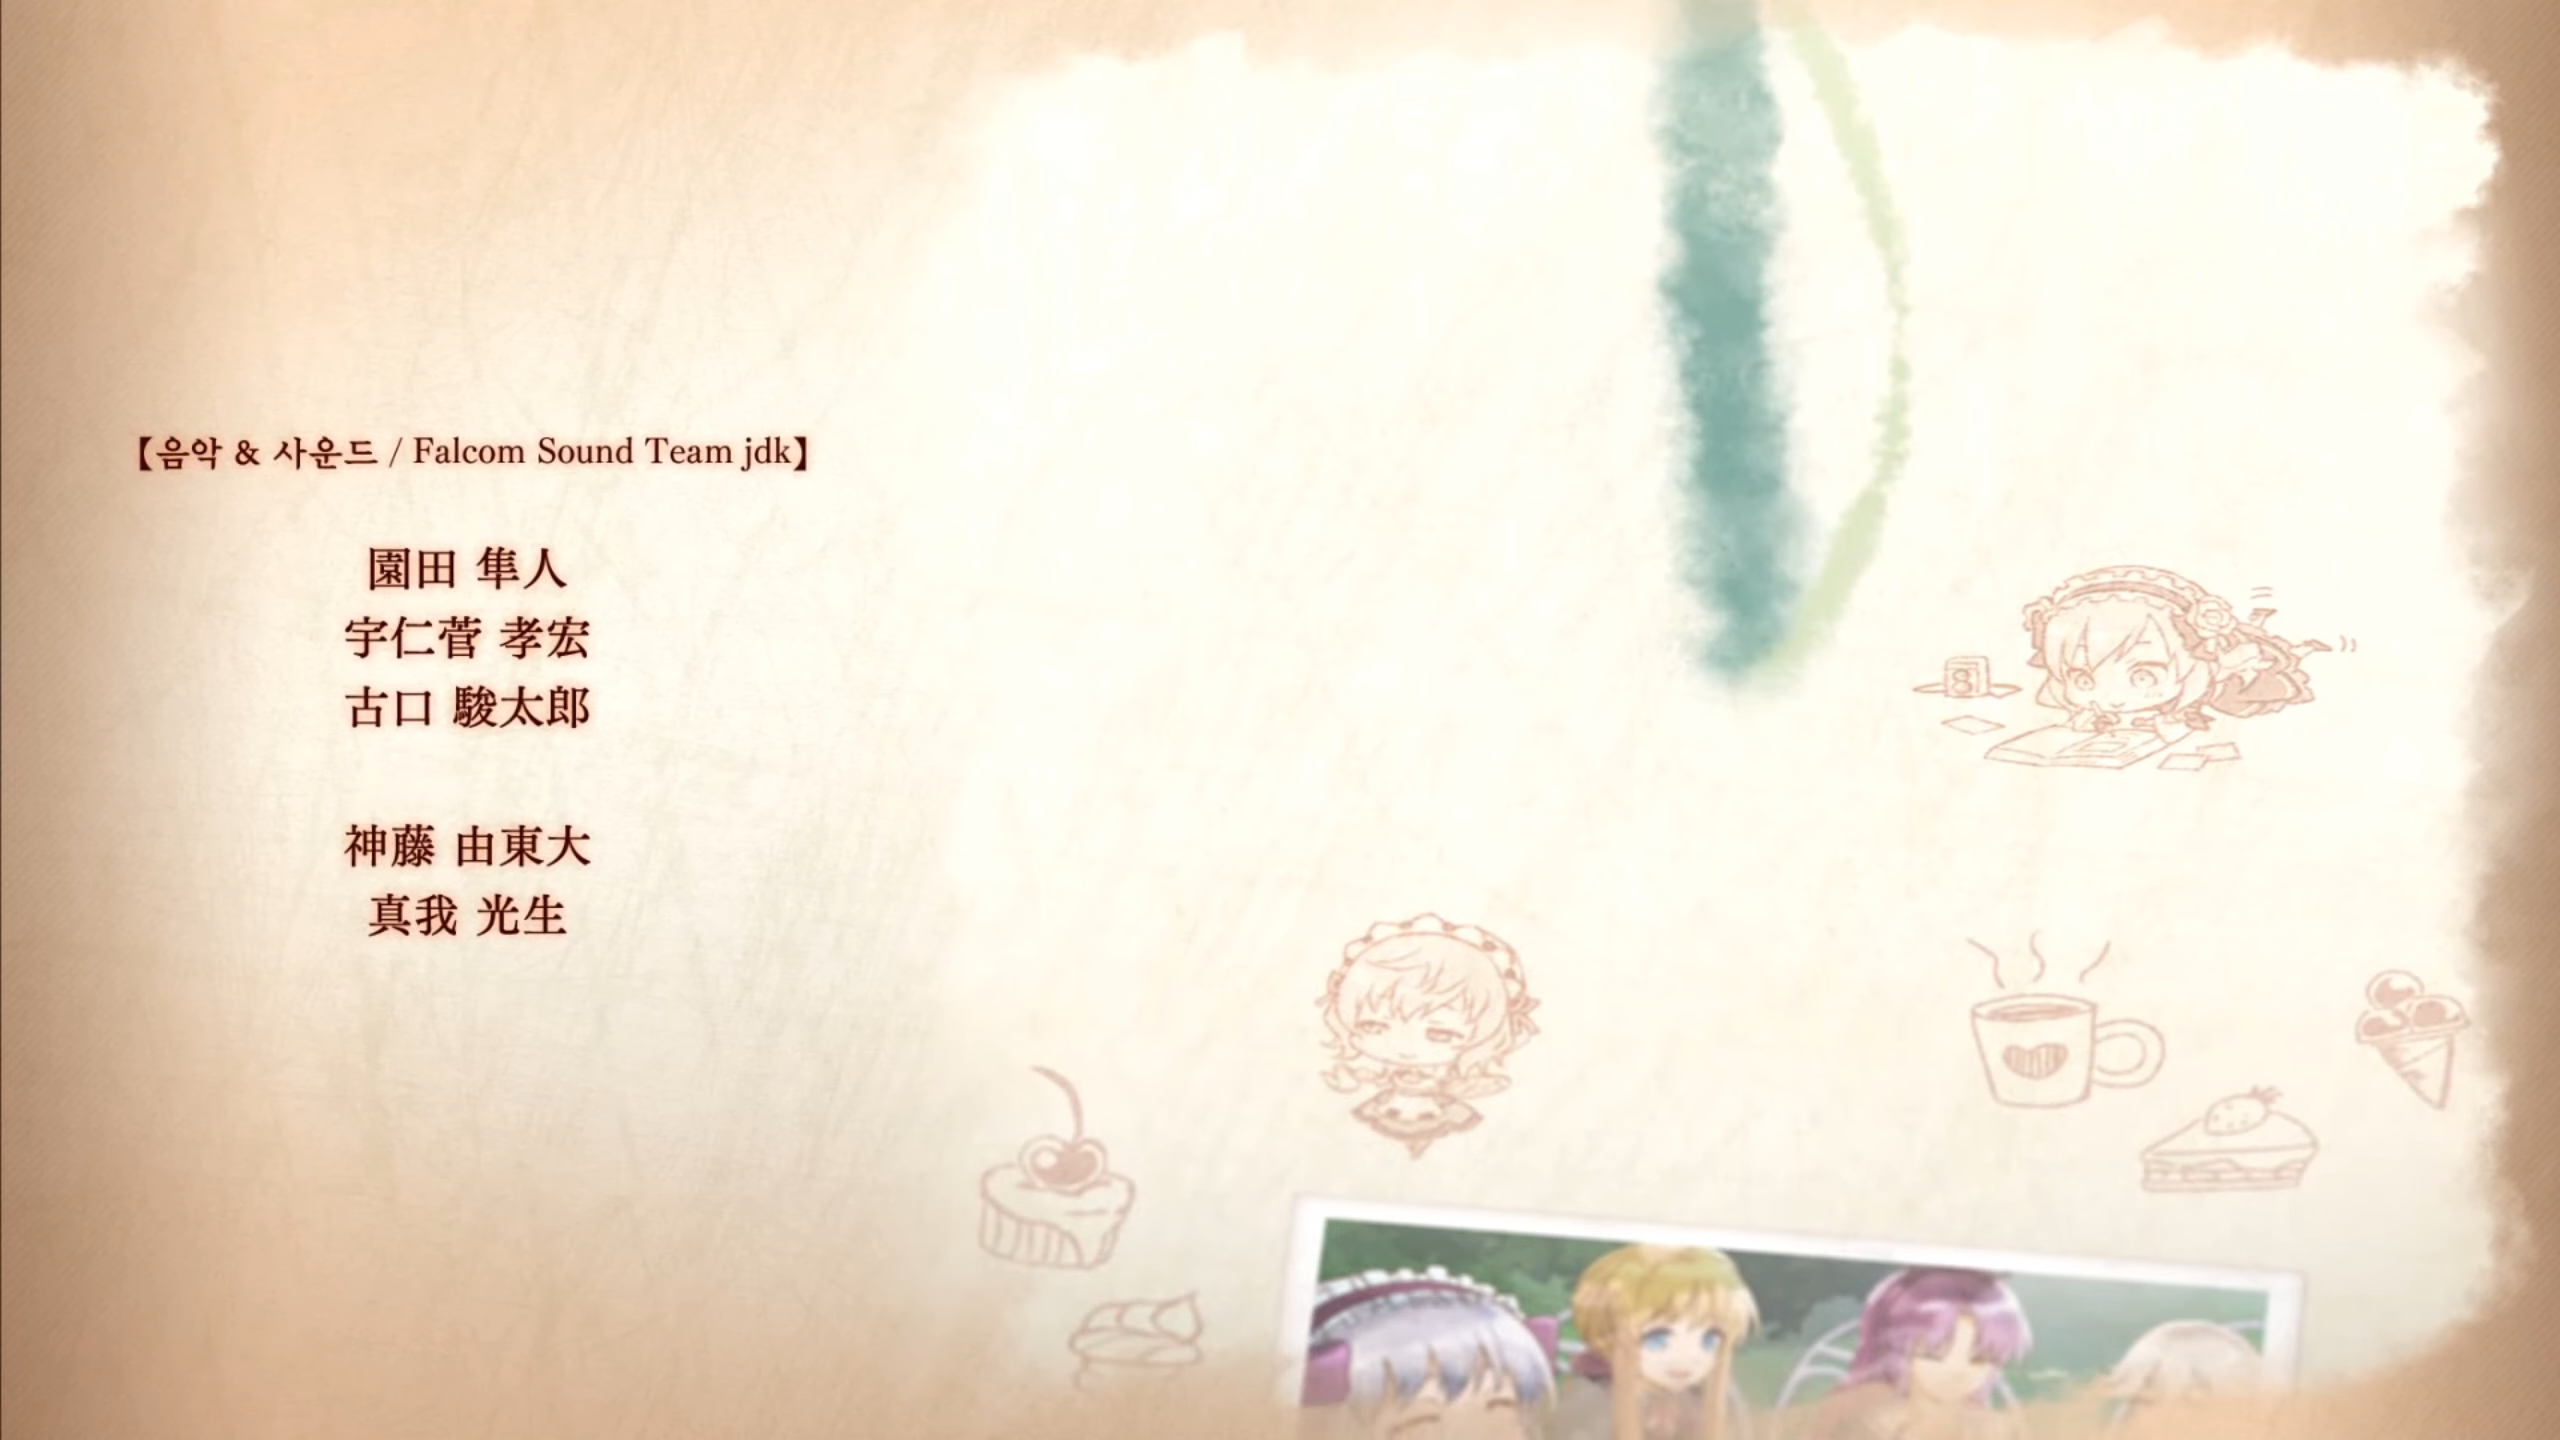 【음악 & 사운드 / Falcom Sound Team jdk】
園田 隼人
宇仁菅 孝宏
古口 駿太郎
神藤 由東大
真我 光生
8